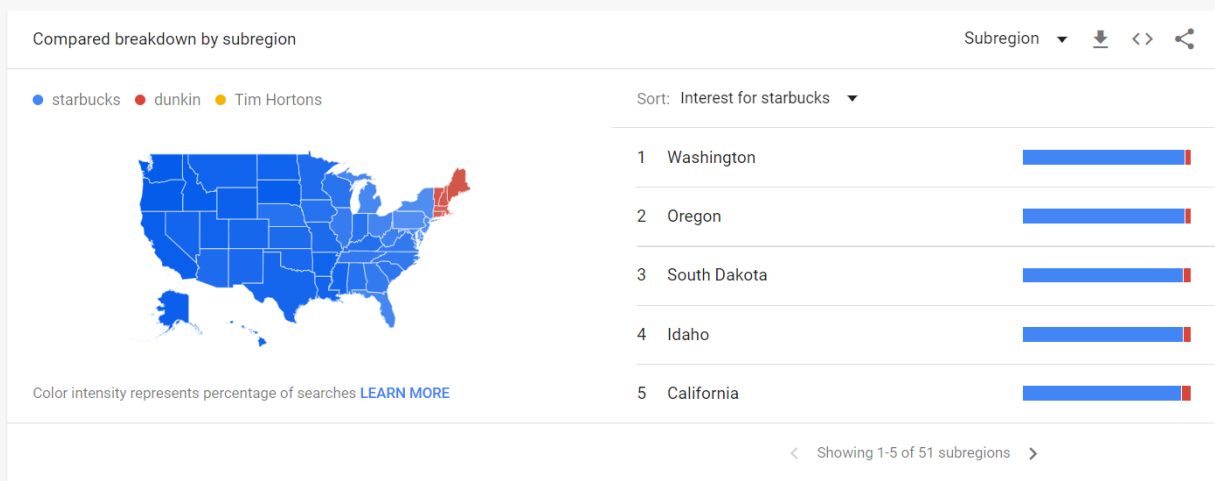 Compared breakdown by subregion
Subregion
starbucks dunkin Tim Hortons
Sort: Interest for starbucks
1 Washington
2 Oregon
3 South Dakota
4 Idaho
5 California
Color intensity represents percentage of searches LEARN MORE
Showing 1-5 of 51 subregions